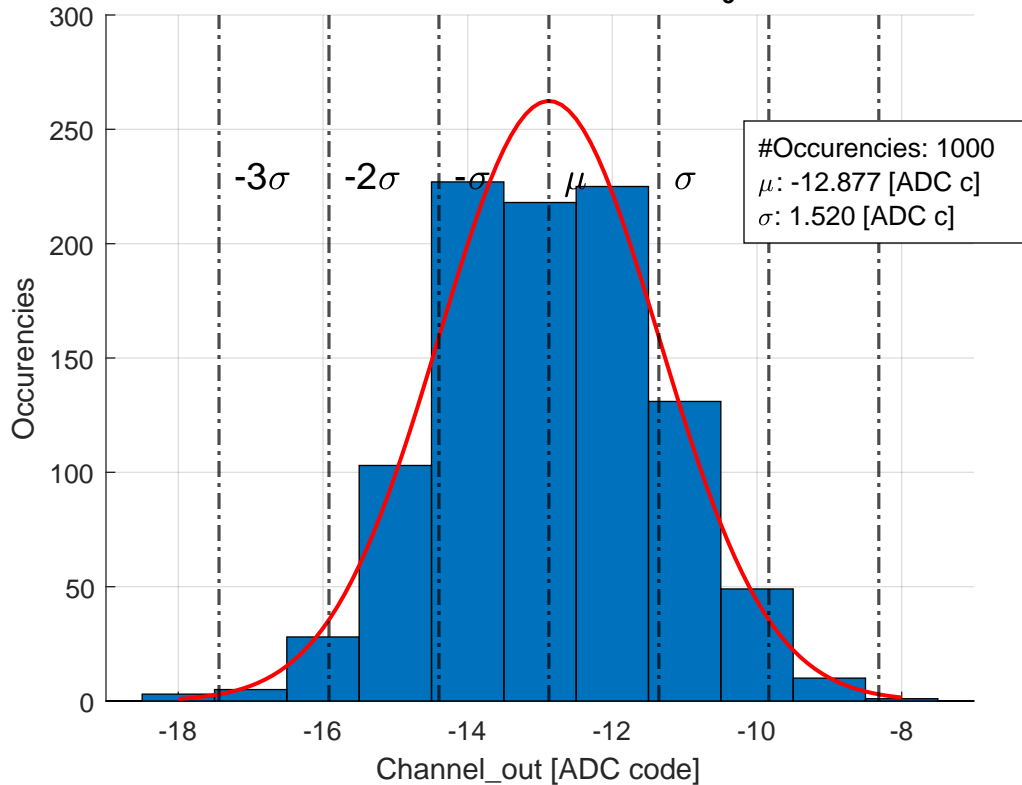 300
250
200
150
100
50
0
Occurencies
-3σ
-2σ
-σ
μ
σ
#Occurencies: 1000
μ: -12.877 [ADC c]
σ: 1.520 [ADC c]
-18
-16
-14
-12
-10
-8
Channel_out [ADC code]